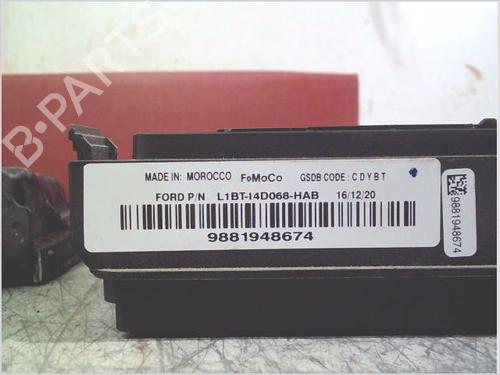 B-PARTS
MADE IN: MOROCCO FoMoCo GSDB CODE: CDYBT
FORD P/N L1BT-14D068-HAB 16/12/20
9881948674
9881948674